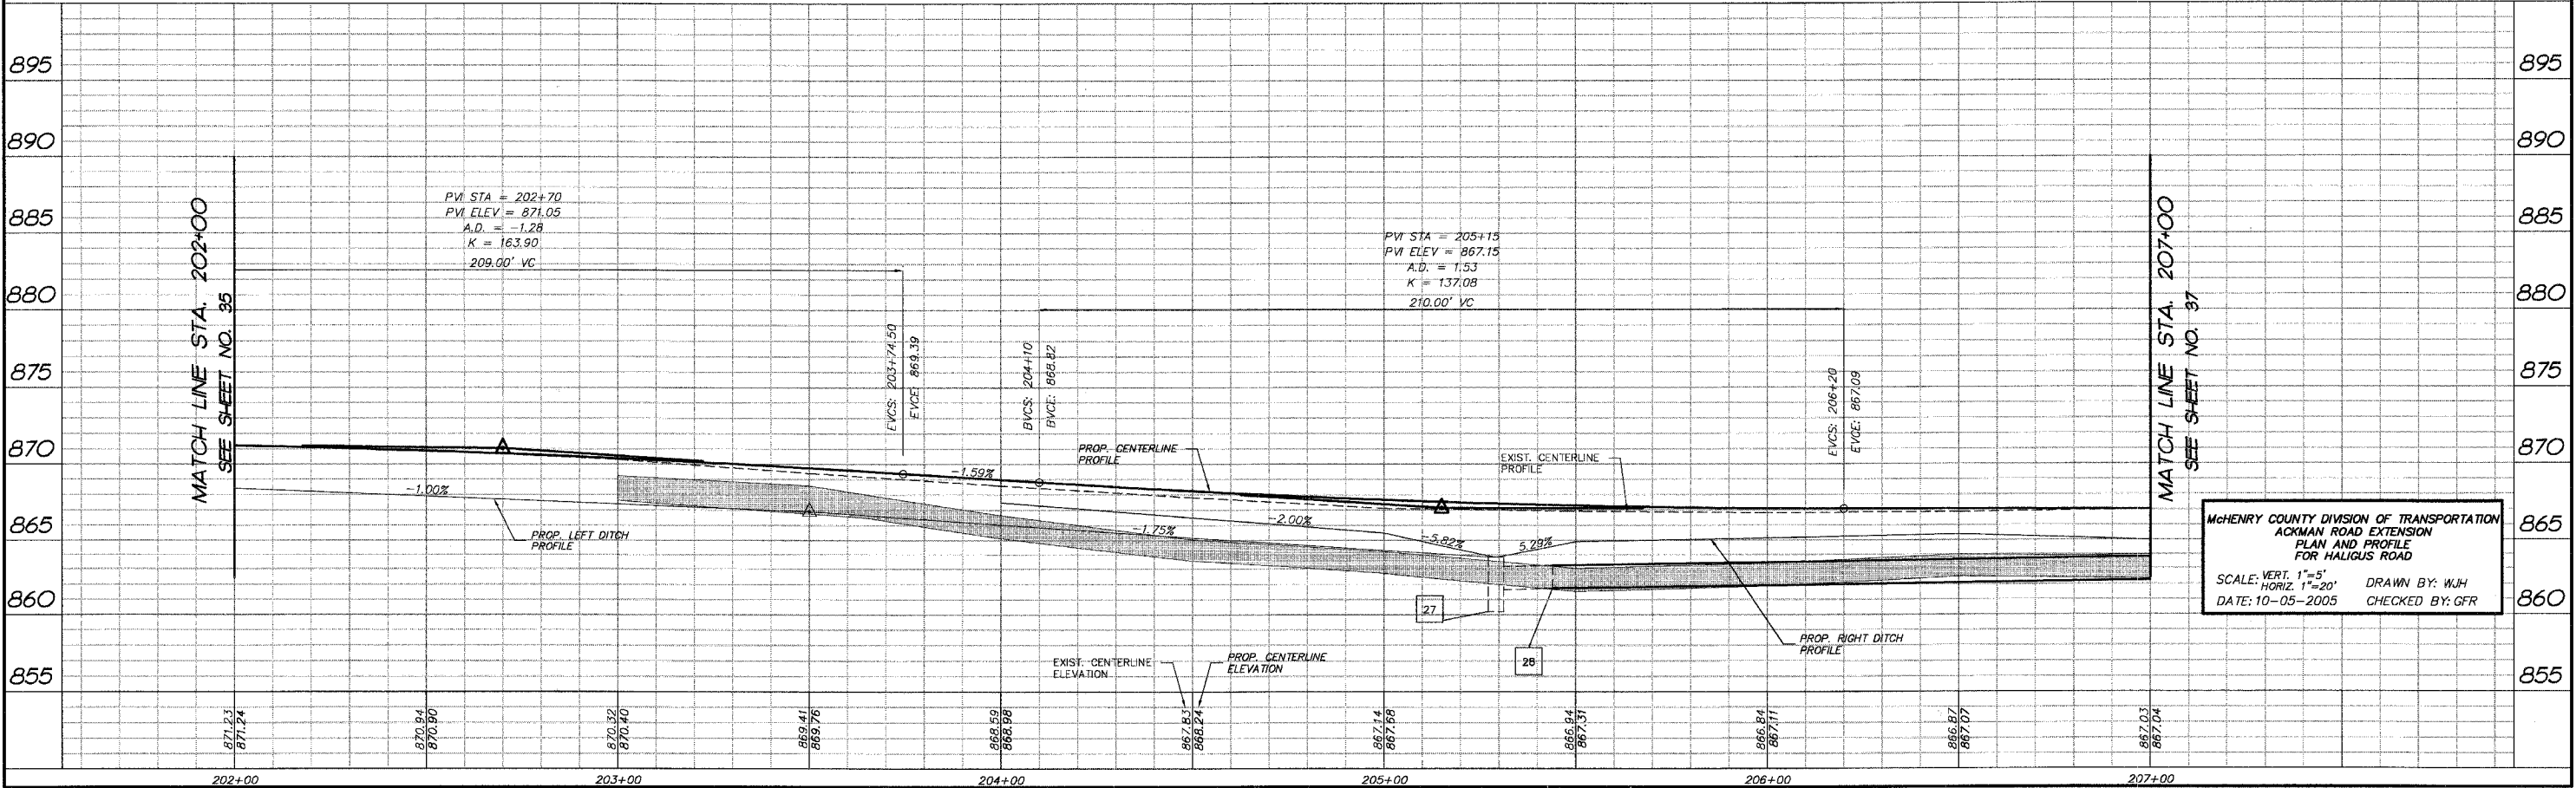 895
890
885
880
875
870
865
860
855
MATCH LINE STA. 202+00
SEE SHEET NO. 35
PVI STA = 202+70
PVI ELEV = 871.05
A.D. = -1.28
K = 163.90
209.00' VC
EVCS: 203+74.50
EVCE: 869.39
BVCS: 204+10
BVCE: 868.82
PVI STA = 205+15
PVI ELEV = 867.15
A.D. = 1.53
K = 137.08
210.00' VC
EVCS: 206+20
EVCE: 867.09
MATCH LINE STA. 207+00
SEE SHEET NO. 37
895
890
885
880
875
870
865
860
855
-1.00%
PROP. LEFT DITCH
PROFILE
-1.59%
PROP. CENTERLINE
PROFILE
EXIST. CENTERLINE
PROFILE
-1.75%
-2.00%
-5.82%
5.29%
27
28
PROP. RIGHT DITCH
PROFILE
EXIST. CENTERLINE
ELEVATION
PROP. CENTERLINE
ELEVATION
McHENRY COUNTY DIVISION OF TRANSPORTATION
ACKMAN ROAD EXTENSION
PLAN AND PROFILE
FOR HALIGUS ROAD
SCALE: VERT. 1"=5'
HORIZ. 1"=20'
DRAWN BY: WJH
DATE: 10-05-2005
CHECKED BY: GFR
871.23
871.24
870.94
870.90
870.32
870.40
869.41
869.76
868.59
868.98
867.83
868.24
867.14
867.68
866.94
867.31
866.84
867.11
866.87
867.07
867.03
867.04
202+00
203+00
204+00
205+00
206+00
207+00